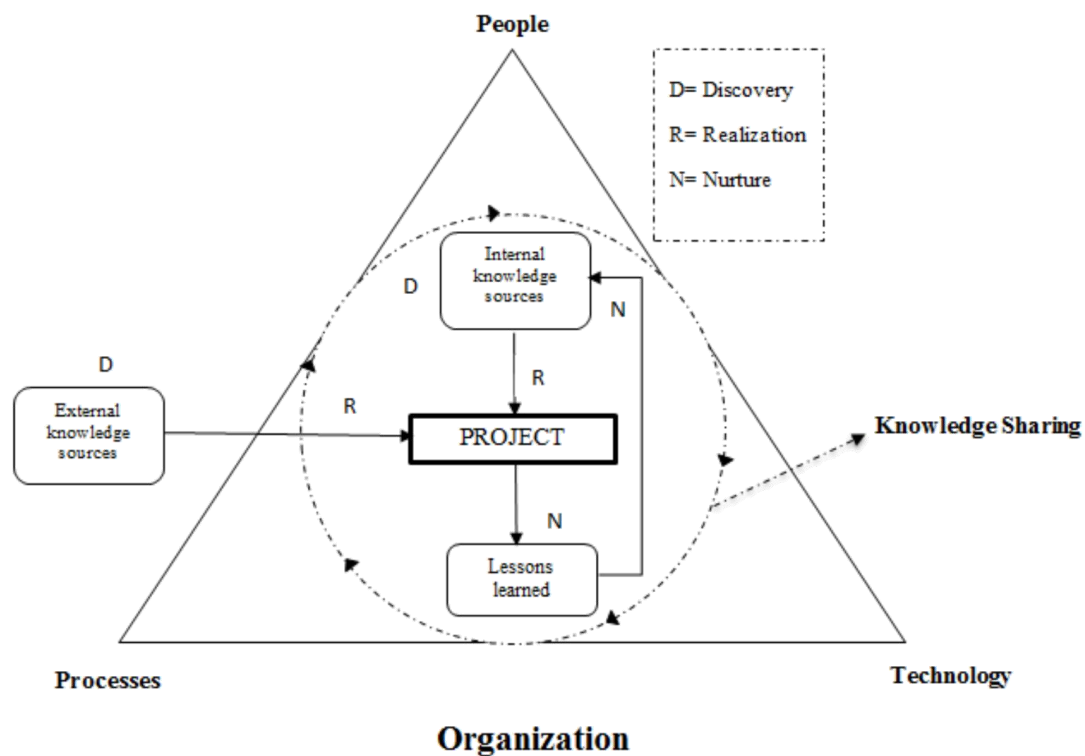 People
D= Discovery
R= Realization
N= Nurture
Internal
knowledge
sources
D
N
D
R
External
knowledge
sources
R
PROJECT
Knowledge Sharing
N
Lessons
learned
Processes
Technology
Organization